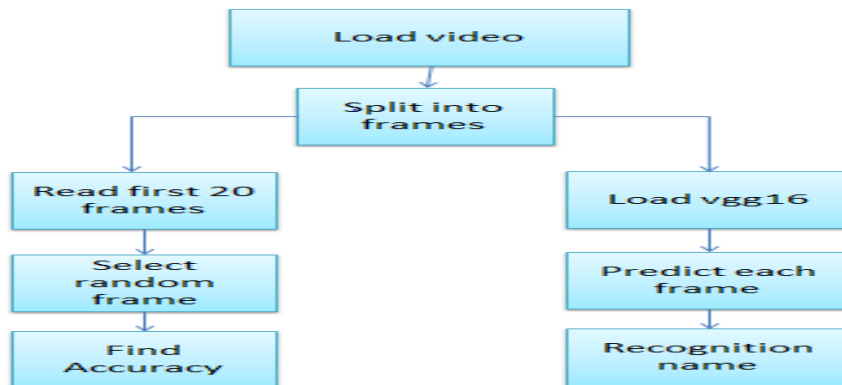 Load video
Split into
frames
Read first 20
frames
Select
random
frame
Find
Accuracy
Load vgg16
Predict each
frame
Recognition
name